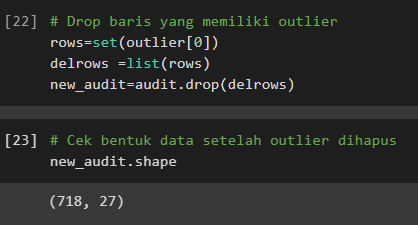 [22] # Drop baris yang memiliki outlier
rows=set(outlier[0])
delrows =list(rows)
new_audit=audit.drop(delrows)
[23] # Cek bentuk data setelah outlier dihapus
new_audit.shape
(718, 27)